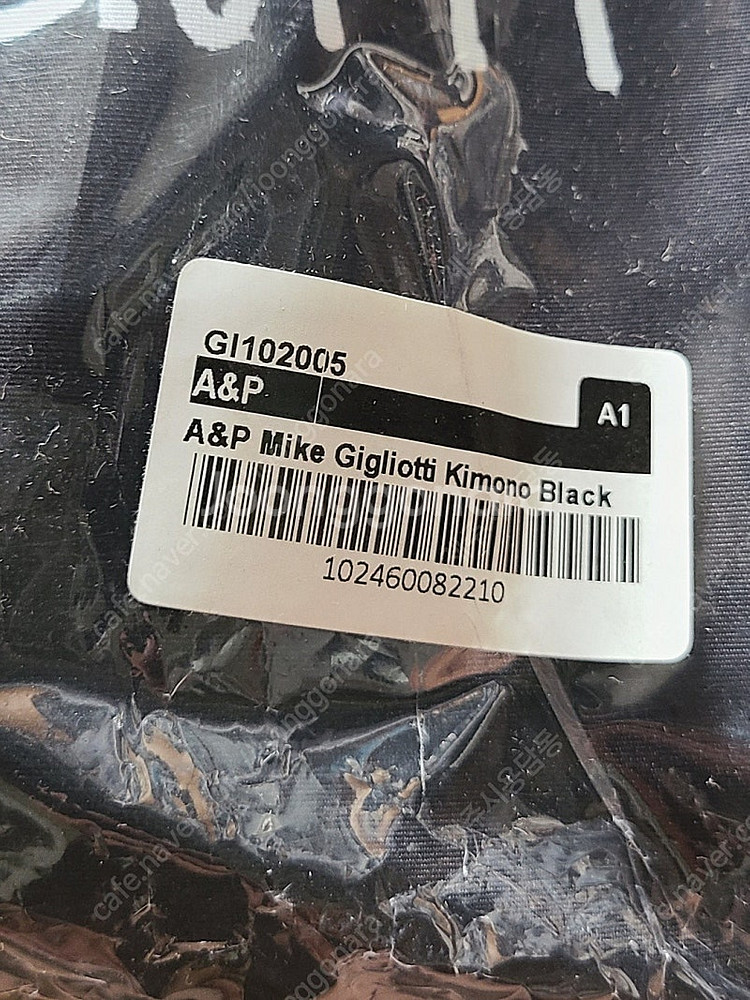 GI102005
A&P
A1
A&P Mike Gigliotti Kimono Black
102460082210